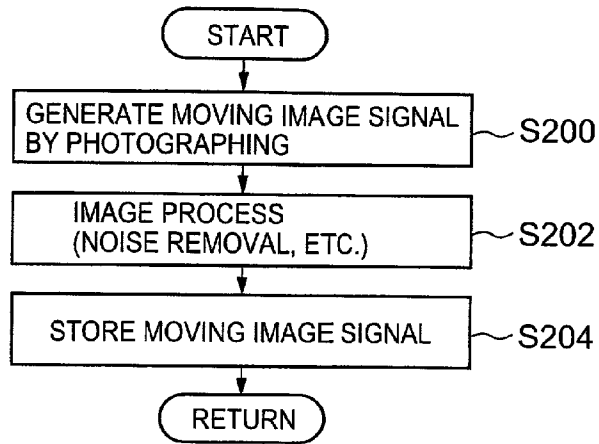 START
GENERATE MOVING IMAGE SIGNAL
BY PHOTOGRAPHING
S200
IMAGE PROCESS
(NOISE REMOVAL, ETC.)
S202
STORE MOVING IMAGE SIGNAL
S204
RETURN